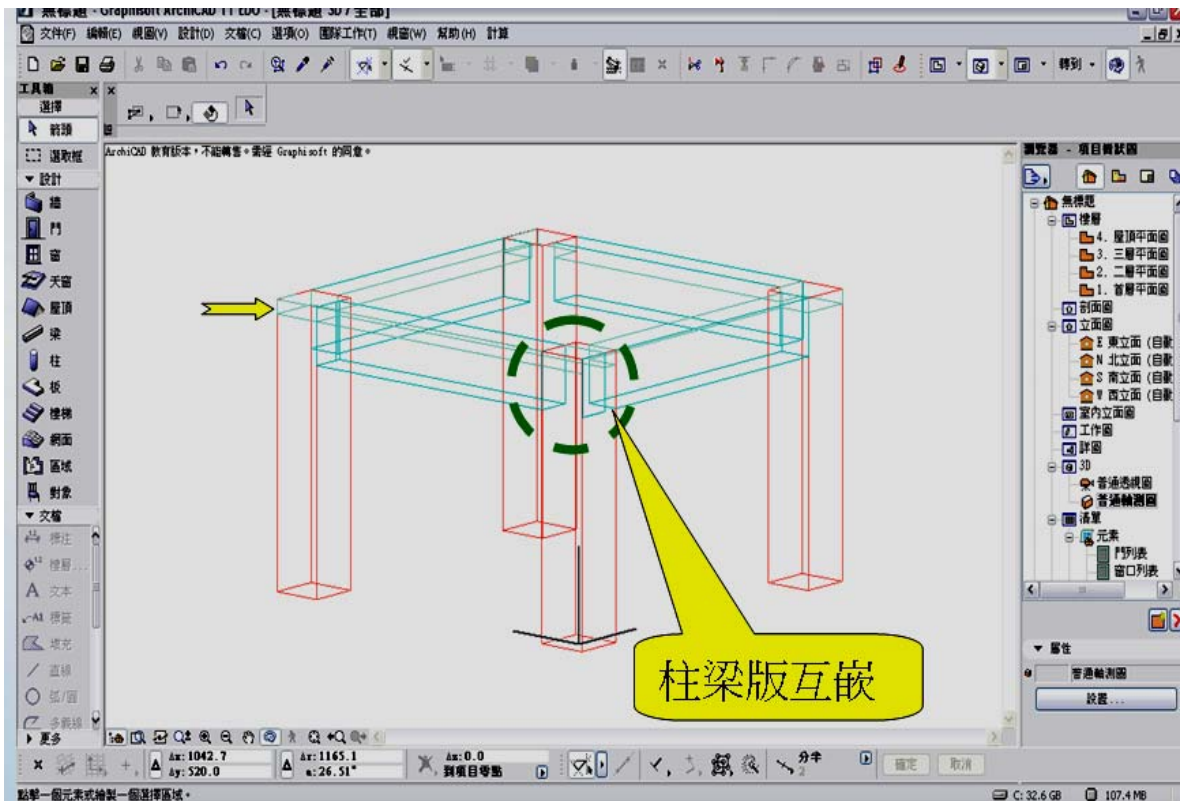 無標題 - Graphisoft ArchiCAD 11 EDU - [無標題 3D / 全部]
文件(F) 編輯(E) 視圖(V) 設計(D) 文檔(C) 選項(O) 團隊工作(T) 視窗(W) 幫助(H) 計算
轉到
工具箱
選擇
箭頭
選取框
ArchiCAD 教育版本,不能轉售。需經 Graphisoft 的同意。
設計
牆
門
窗
天窗
屋頂
梁
柱
板
樓梯
網面
區域
對象
文檔
標注
樓層...
A 文本
A1 標籤
填充
直線
弧/圓
多義線
更多
柱梁版互嵌
瀏覽器 - 項目嘗試圖
無標題
樓層
4. 屋頂平面圖
3. 三層平面圖
2. 二層平面圖
1. 首層平面圖
剖面圖
立面圖
E 東立面 (自動
N 北立面 (自動
S 南立面 (自動
W 西立面 (自動
室內立面圖
工作圖
詳圖
3D
普通透視圖
普通軸測圖
清單
元素
門列表
窗口列表
屬性
普通軸測圖
設置...
Δx: 1042.7
Δy: 520.0
Δr: 1165.1
α: 26.51°
Δz: 0.0
到項目零點
分半
2
確定
取消
點擊一個元素或繪製一個選擇區域。
C: 32.6 GB
107.4 MB